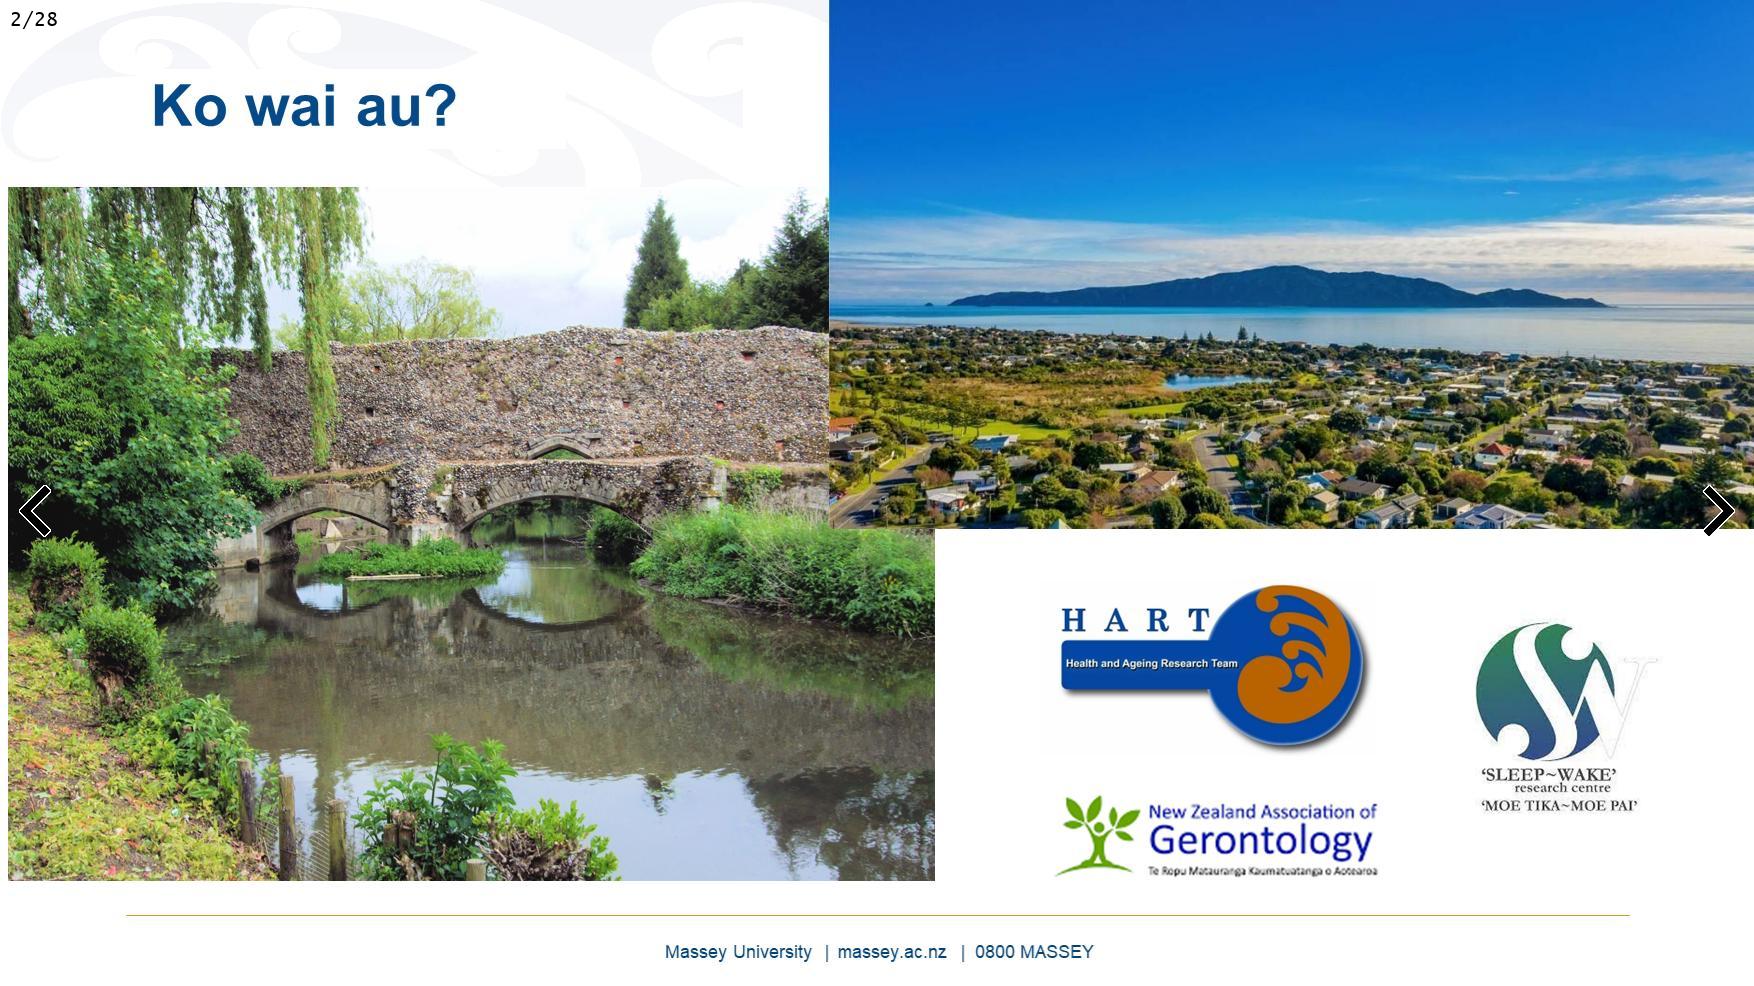 2/28
Ko wai au?
H A R T
Health and Ageing Research Team
SW
'SLEEP~WAKE'
research centre
'MOE TIKA~MOE PAI'
New Zealand Association of
Gerontology
Te Ropu Matauranga Kaumatuatanga o Aotearoa
Massey University | massey.ac.nz | 0800 MASSEY